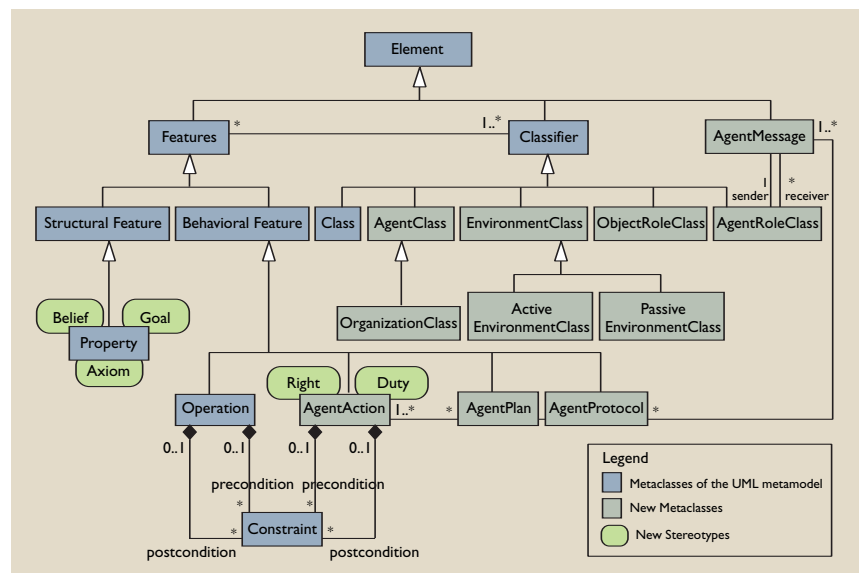 Element
Features
*
1..*
Classifier
AgentMessage
1..*
1
sender
*
receiver
Structural Feature
Behavioral Feature
Class
AgentClass
EnvironmentClass
ObjectRoleClass
AgentRoleClass
OrganizationClass
Active
EnvironmentClass
Passive
EnvironmentClass
Belief
Goal
Property
Axiom
Right
Duty
Operation
AgentAction
1..*
*
AgentPlan
AgentProtocol
*
0..1
0..1
0..1
0..1
precondition
precondition
*
*
*
Constraint
*
postcondition
postcondition
Legend
Metaclasses of the UML metamodel
New Metaclasses
New Stereotypes